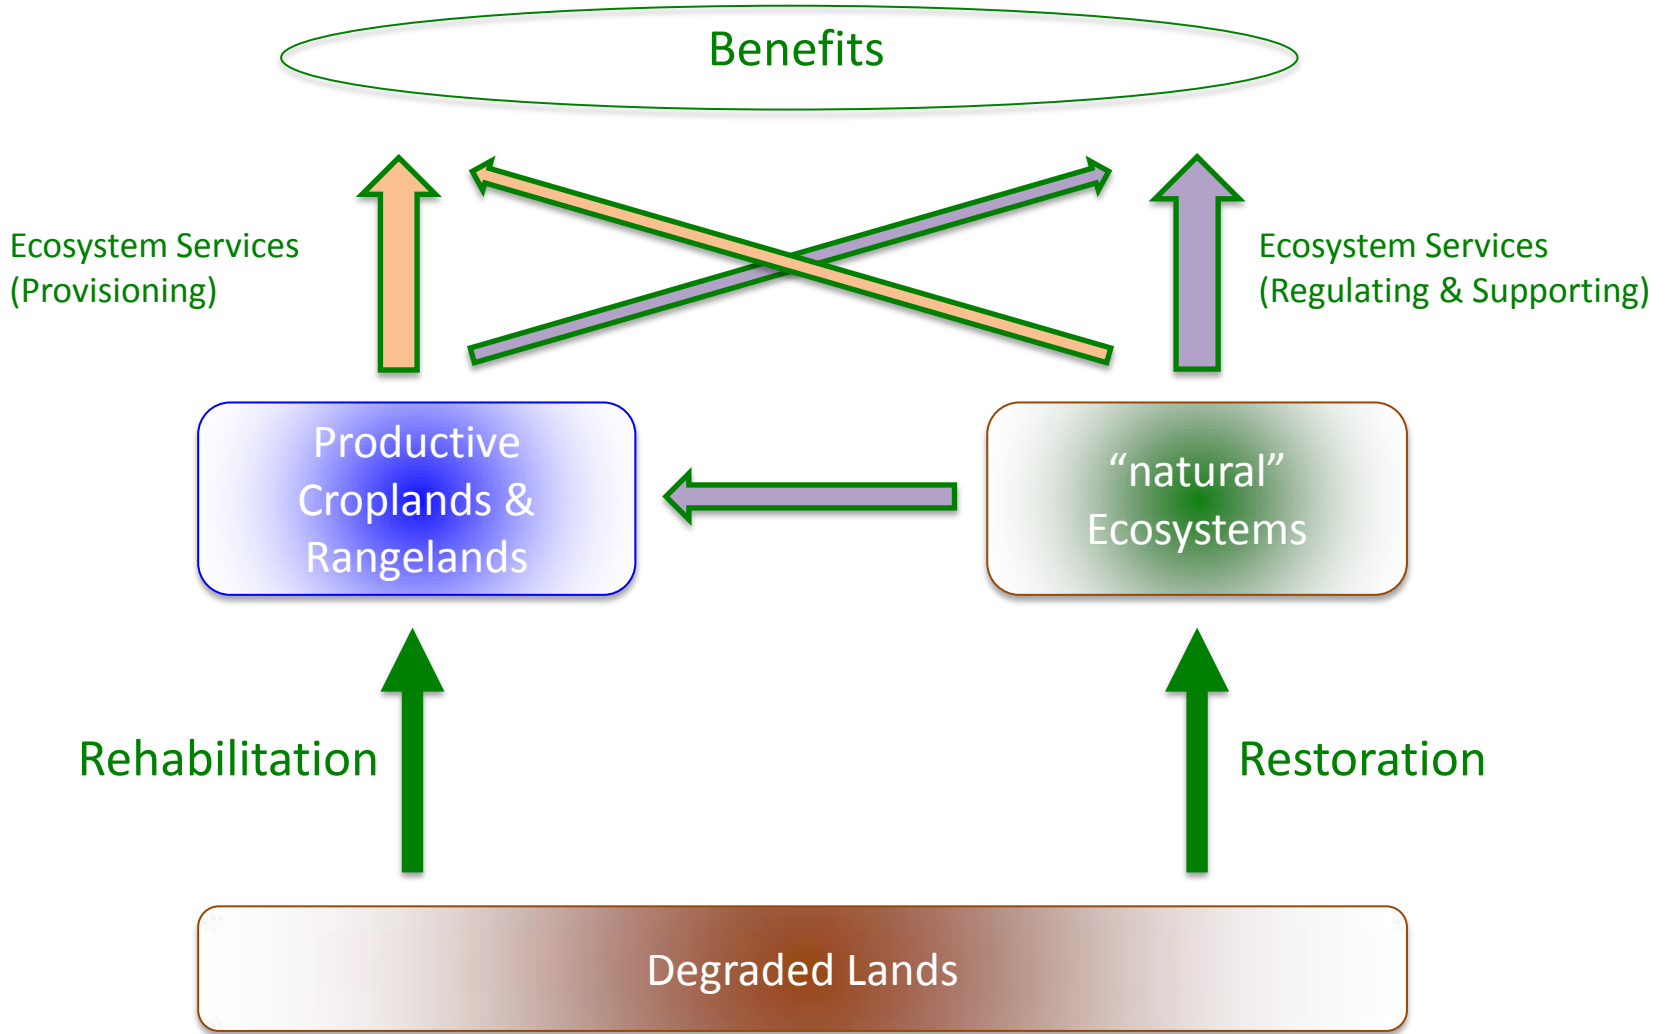 Benefits
Ecosystem Services
(Provisioning)
Ecosystem Services
(Regulating & Supporting)
Productive
Croplands &
Rangelands
“natural”
Ecosystems
Rehabilitation
Restoration
Degraded Lands